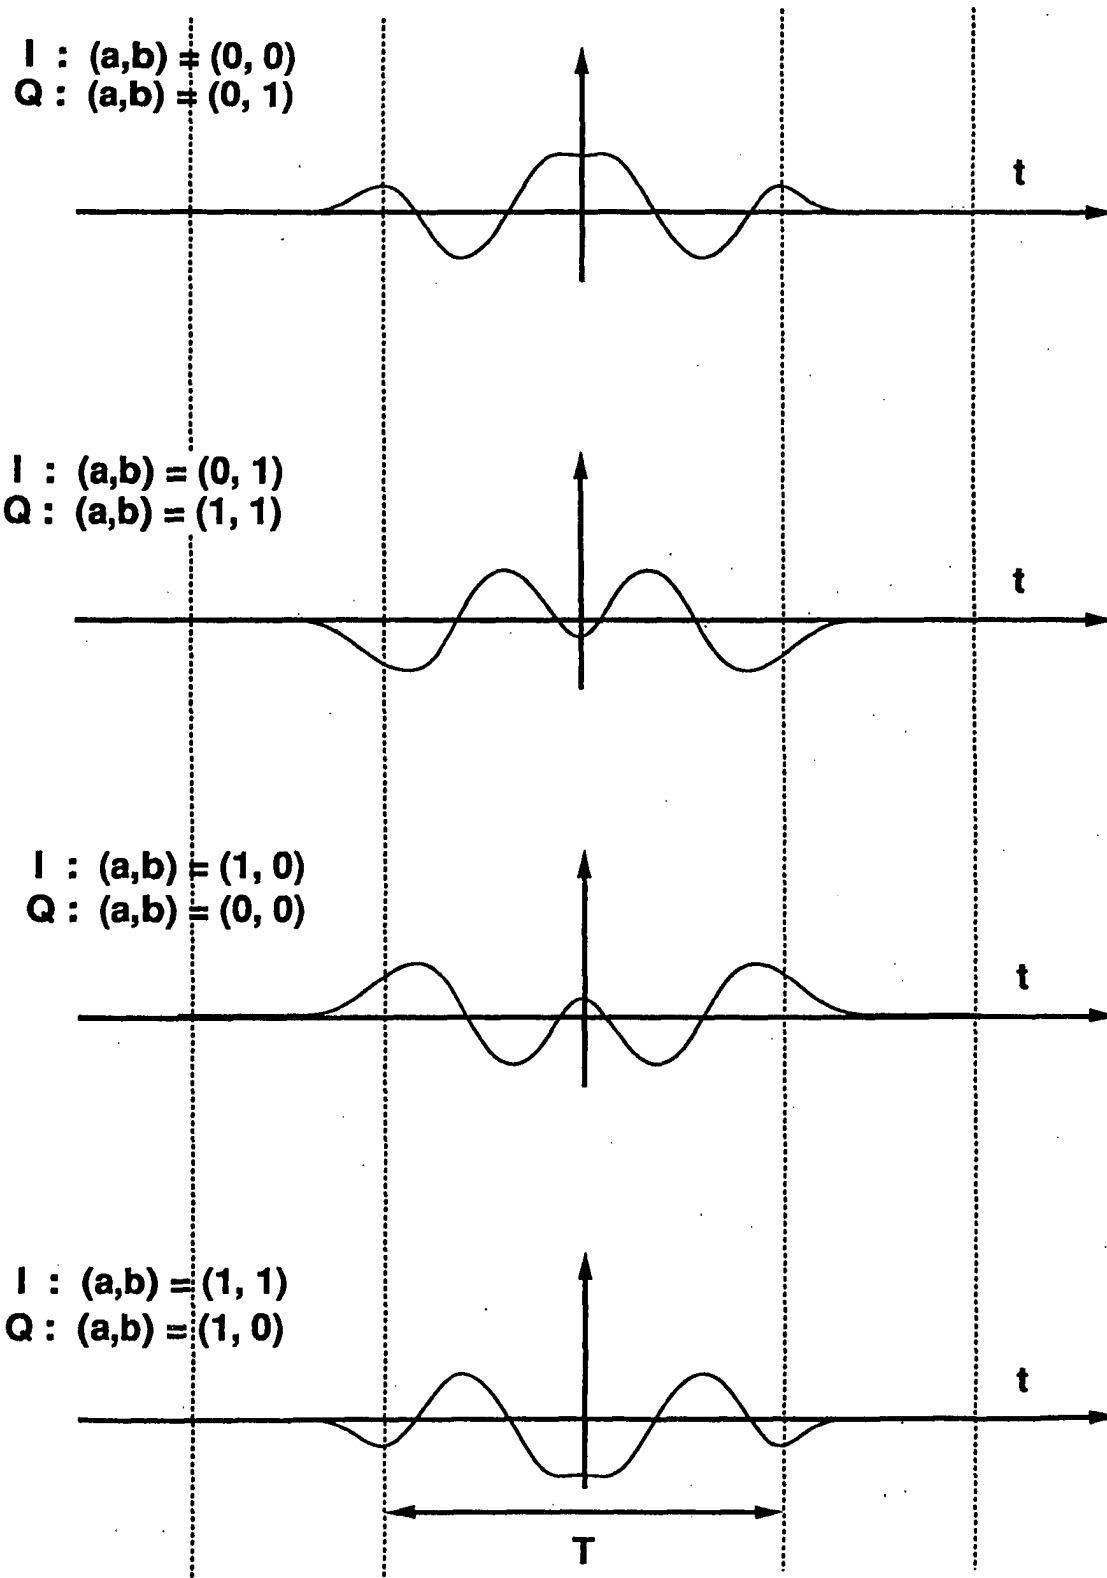 I : (a,b) = (0, 0)
Q : (a,b) = (0, 1)
t
I : (a,b) = (0, 1)
Q : (a,b) = (1, 1)
t
I : (a,b) = (1, 0)
Q : (a,b) = (0, 0)
t
I : (a,b) = (1, 1)
Q : (a,b) = (1, 0)
t
T